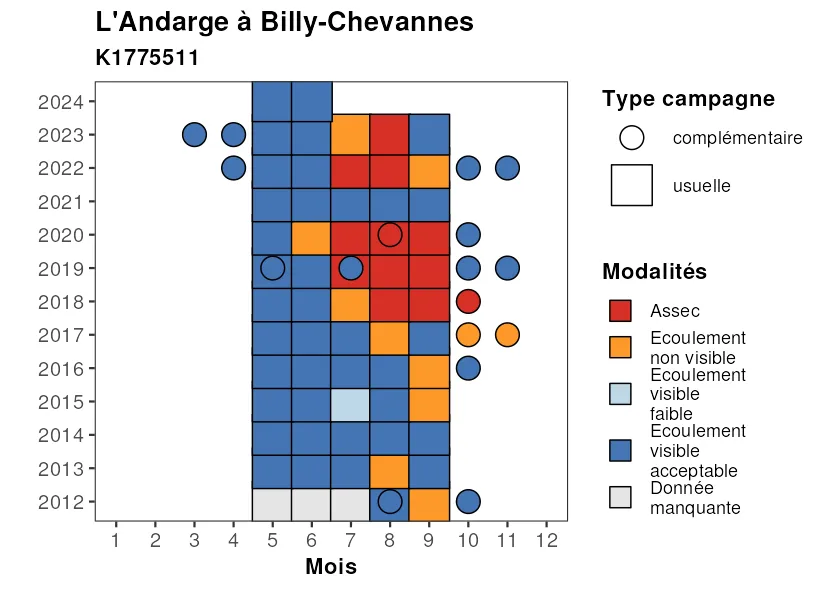 L'Andarge à Billy-Chevannes
K1775511
2024
2023
2022
2021
2020
2019
2018
2017
2016
2015
2014
2013
2012
1 2 3 4 5 6 7 8 9 10 11 12
Mois
Type campagne
complémentaire
usuelle
Modalités
Assec
Ecoulement
non visible
Ecoulement
visible
faible
Ecoulement
visible
acceptable
Donnée
manquante